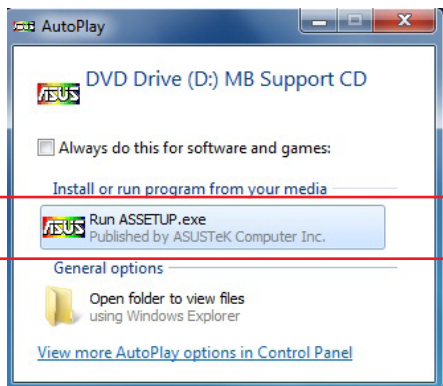 AutoPlay
DVD Drive (D:) MB Support CD
Always do this for software and games:
Install or run program from your media
Run ASSETUP.exe
Published by ASUSTeK Computer Inc.
General options
Open folder to view files
using Windows Explorer
View more AutoPlay options in Control Panel